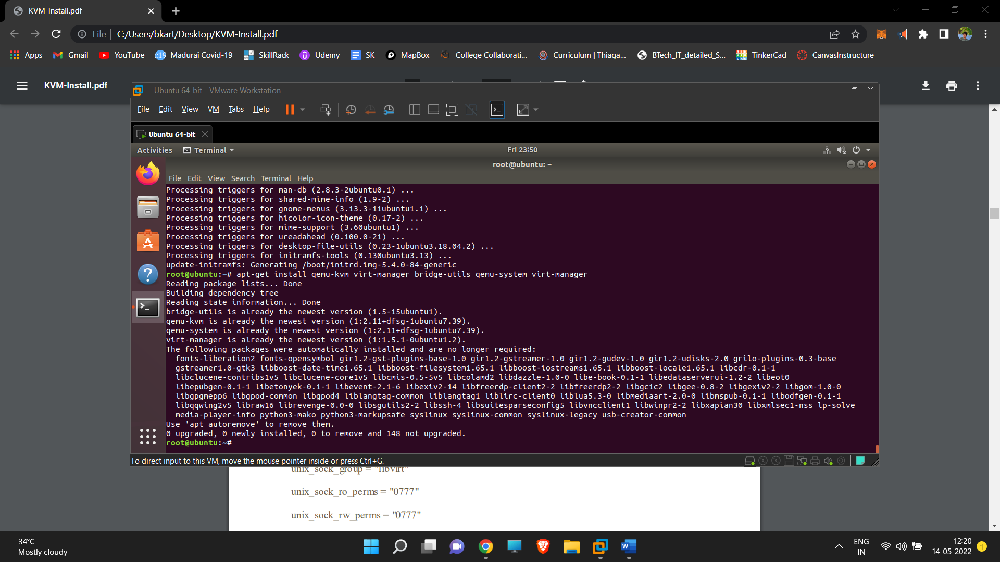 KVM-Install.pdf
File | C:/Users/bkart/Desktop/KVM-Install.pdf
Apps Gmail YouTube Madurai Covid-19 SkillRack Udemy SK MapBox College Collaborati... Curriculum | Thiaga... BTech_IT_detailed_S... TinkerCad CanvasInstructure
KVM-Install.pdf
Ubuntu 64-bit - VMware Workstation
File Edit View VM Tabs Help
Ubuntu 64-bit
Activities Terminal Fri 23:50
root@ubuntu: ~
File Edit View Search Terminal Help
Processing triggers for man-db (2.8.3-2ubuntu0.1) ...
Processing triggers for shared-mime-info (1.9-2) ...
Processing triggers for gnome-menus (3.13.3-11ubuntu1.1) ...
Processing triggers for hicolor-icon-theme (0.17-2) ...
Processing triggers for mime-support (3.60ubuntu1) ...
Processing triggers for ureadahead (0.100.0-21) ...
Processing triggers for desktop-file-utils (0.23-1ubuntu3.18.04.2) ...
Processing triggers for initramfs-tools (0.130ubuntu3.13) ...
update-initramfs: Generating /boot/initrd.img-5.4.0-84-generic
root@ubuntu:~# apt-get install qemu-kvm virt-manager bridge-utils qemu-system virt-manager
Reading package lists... Done
Building dependency tree
Reading state information... Done
bridge-utils is already the newest version (1.5-15ubuntu1).
qemu-kvm is already the newest version (1:2.11+dfsg-1ubuntu7.39).
qemu-system is already the newest version (1:2.11+dfsg-1ubuntu7.39).
virt-manager is already the newest version (1:1.5.1-0ubuntu1.2).
The following packages were automatically installed and are no longer required:
fonts-liberation2 fonts-opensymbol gir1.2-gst-plugins-base-1.0 gir1.2-gstreamer-1.0 gir1.2-gudev-1.0 gir1.2-udisks-2.0 grilo-plugins-0.3-base
gstreamer1.0-gtk3 libboost-date-time1.65.1 libboost-filesystem1.65.1 libboost-iostreams1.65.1 libboost-locale1.65.1 libcdr-0.1-1
libclucene-contribs1v5 libclucene-core1v5 libcmis-0.5-5v5 libcolamd2 libdazzle-1.0-0 libe-book-0.1-1 libedataserverui-1.2-2 libeot0
libepubgen-0.1-1 libetonyek-0.1-1 libevent-2.1-6 libexiv2-14 libfreerdp-client2-2 libfreerdp2-2 libgc1c2 libgee-0.8-2 libgexiv2-2 libgom-1.0-0
libgpgmepp6 libgpod-common libgpod4 liblangtag-common liblangtag1 liblirc-client0 liblua5.3-0 libmediaart-2.0-0 libmspub-0.1-1 libodfgen-0.1-1
libqqwing2v5 libraw16 librevenge-0.0-0 libsgutils2-2 libssh-4 libsuitesparseconfig5 libvncclient1 libwinpr2-2 libxapian30 libxmlsec1-nss lp-solve
media-player-info python3-mako python3-markupsafe syslinux syslinux-common syslinux-legacy usb-creator-common
Use 'apt autoremove' to remove them.
0 upgraded, 0 newly installed, 0 to remove and 148 not upgraded.
root@ubuntu:~#
To direct input to this VM, move the mouse pointer inside or press Ctrl+G.
unix_sock_group = "libvirt"
unix_sock_ro_perms = "0777"
unix_sock_rw_perms = "0777"
34°C
Mostly cloudy
ENG
IN
12:20
14-05-2022
1